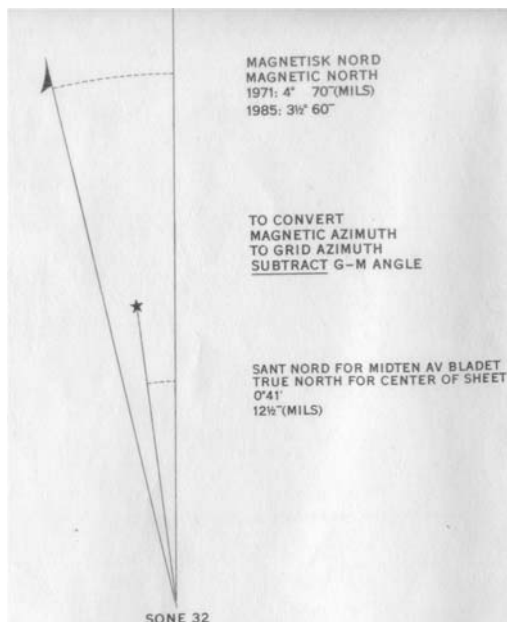 MAGNETISK NORD
MAGNETIC NORTH
1971: 4° 70¯(MILS)
1985: 3½° 60¯
TO CONVERT
MAGNETIC AZIMUTH
TO GRID AZIMUTH
SUBTRACT G–M ANGLE
SANT NORD FOR MIDTEN AV BLADET
TRUE NORTH FOR CENTER OF SHEET
0°41'
12½¯(MILS)
SONE 32